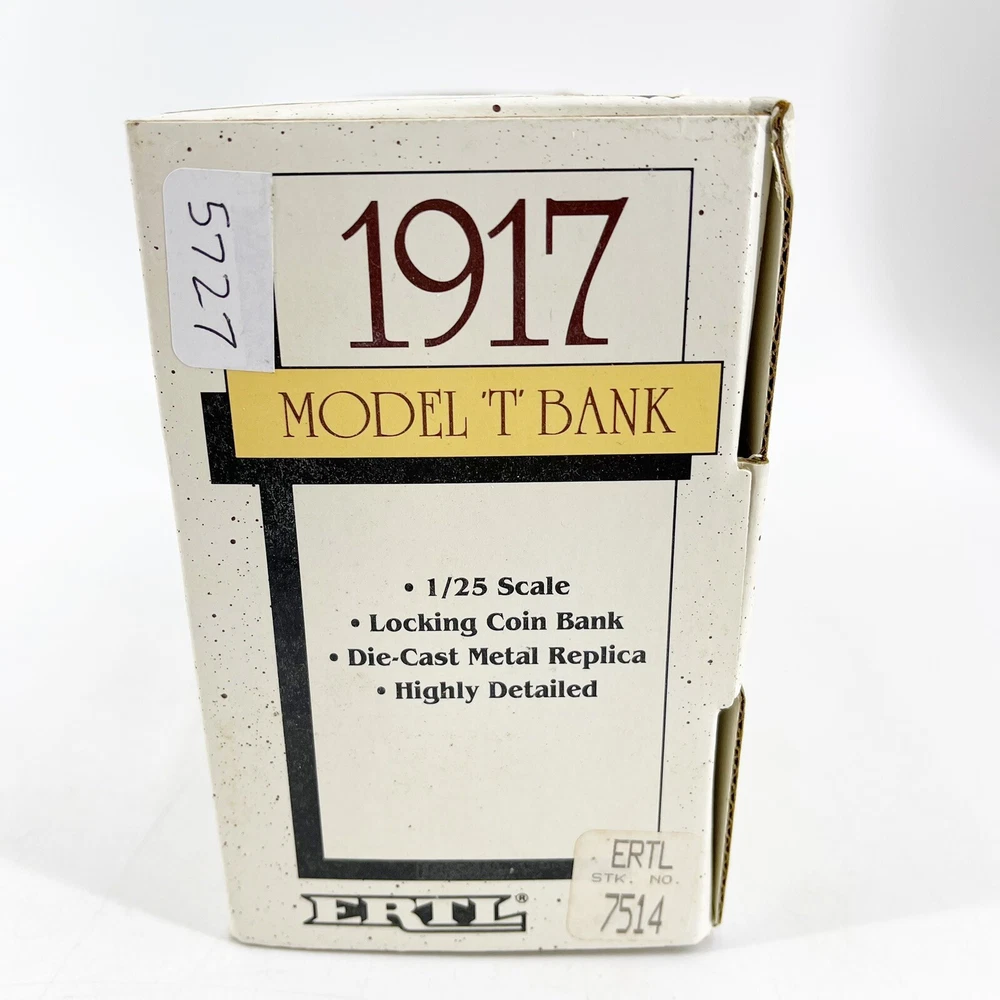 5727
1917
MODEL 'T' BANK
• 1/25 Scale
• Locking Coin Bank
• Die-Cast Metal Replica
• Highly Detailed
ERTL®
ERTL
STK. NO.
7514